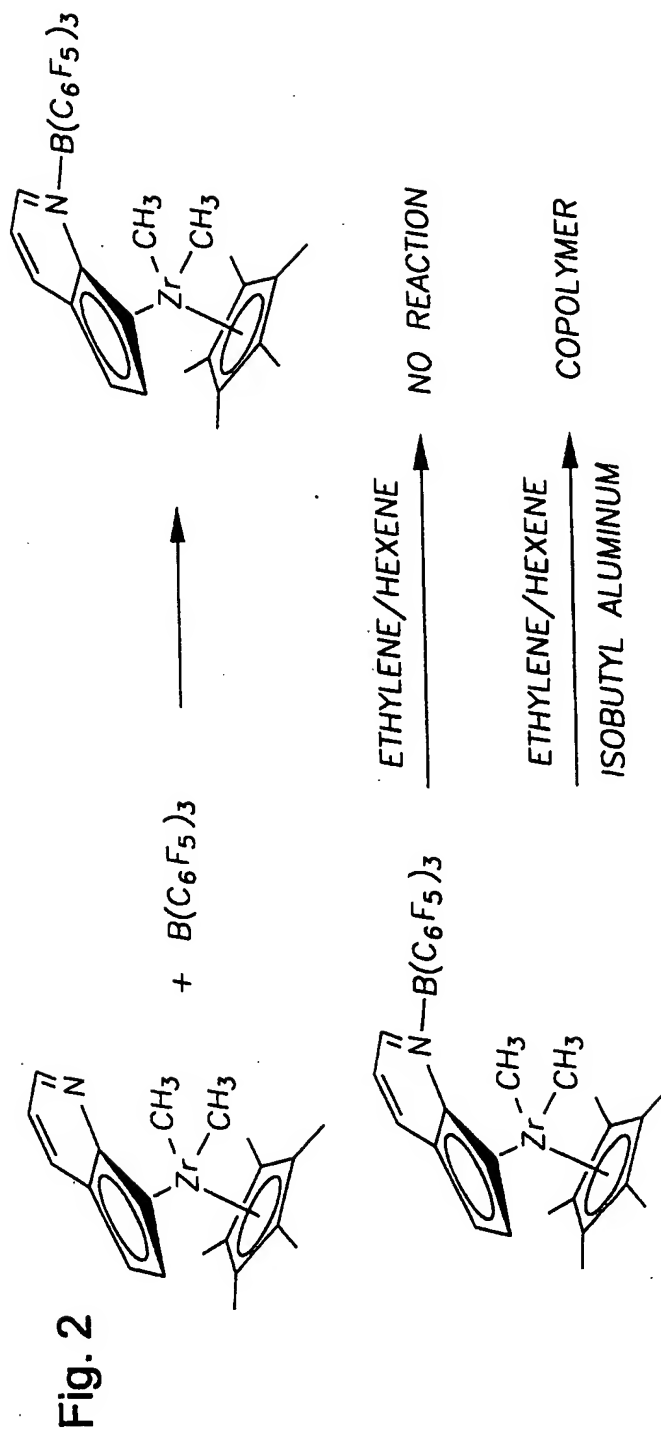 Fig. 2
N
Zr
CH3
CH3
+ B(C6F5)3
N—B(C6F5)3
Zr
CH3
CH3
N—B(C6F5)3
Zr
CH3
CH3
ETHYLENE/HEXENE
NO REACTION
ETHYLENE/HEXENE
ISOBUTYL ALUMINUM
COPOLYMER